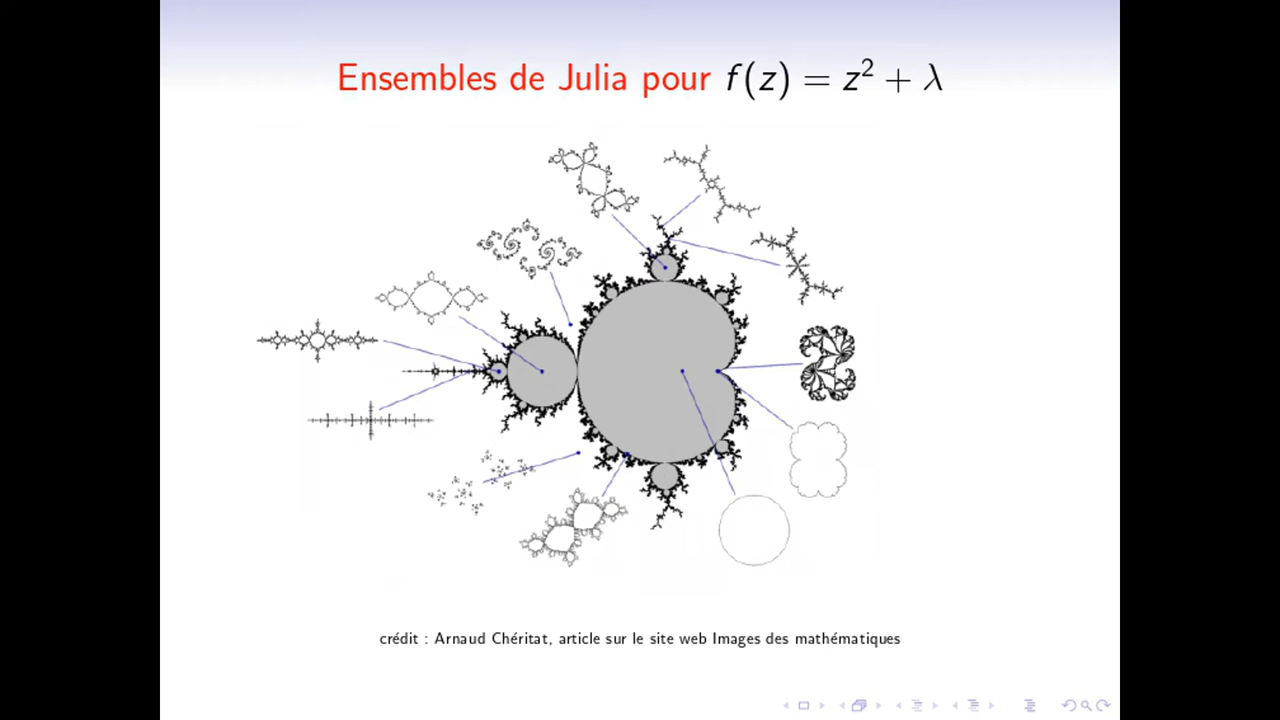 Ensembles de Julia pour f(z) = z² + λ
crédit : Arnaud Chéritat, article sur le site web Images des mathématiques